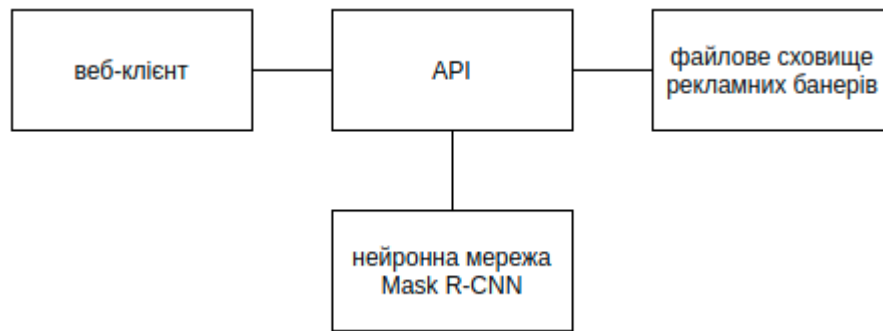 веб-клієнт
API
файлове сховище
рекламних банерів
нейронна мережа
Mask R-CNN